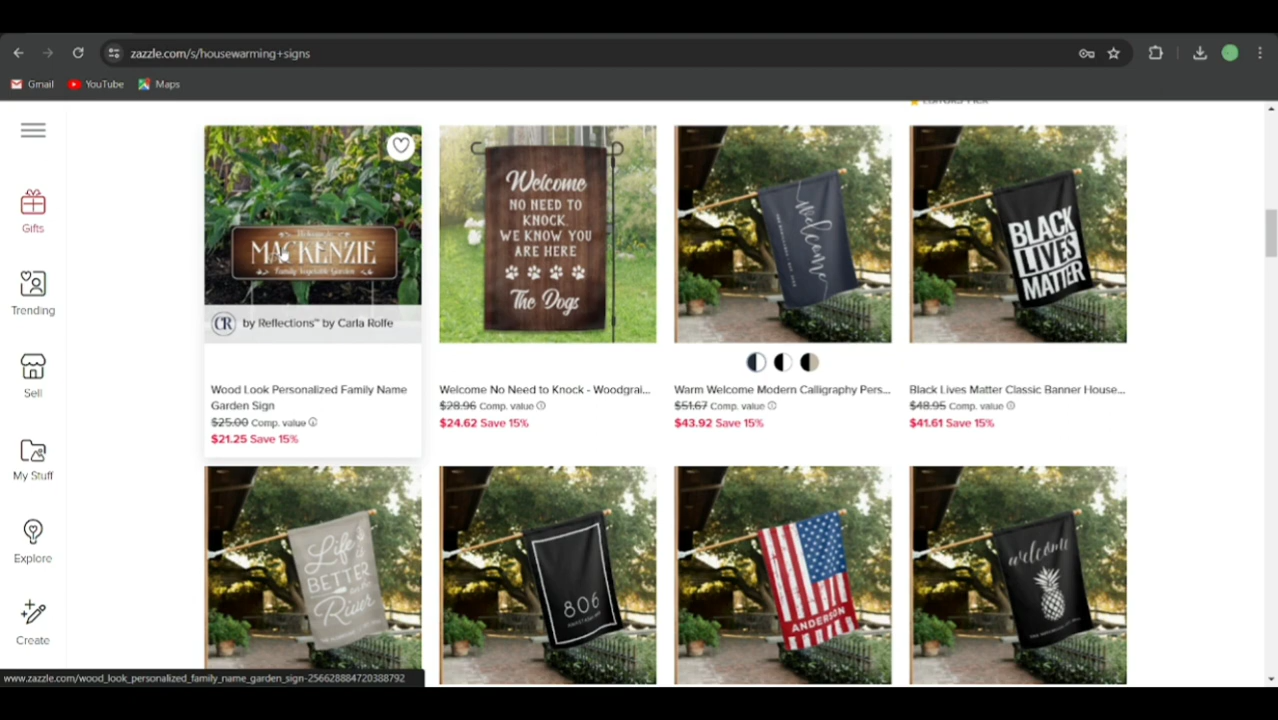 zazzle.com/s/housewarming+signs
Gmail YouTube Maps
Gifts
Trending
Sell
My Stuff
Explore
Create
Welcome to
MACKENZIE
Family Vegetable Garden
CR by Reflections™ by Carla Rolfe
Wood Look Personalized Family Name
Garden Sign
$25.00 Comp. value
$21.25 Save 15%
Welcome
NO NEED TO
KNOCK
WE KNOW YOU
ARE HERE
The Dogs
Welcome No Need to Knock - Woodgrai...
$28.96 Comp. value
$24.62 Save 15%
welcome
Warm Welcome Modern Calligraphy Pers...
$51.67 Comp. value
$43.92 Save 15%
BLACK
LIVES
MATTER
Black Lives Matter Classic Banner House...
$48.95 Comp. value
$41.61 Save 15%
Life's
BETTER
on the
River
806
ANDERSON
welcome
www.zazzle.com/wood_look_personalized_family_name_garden_sign-256628884720388792